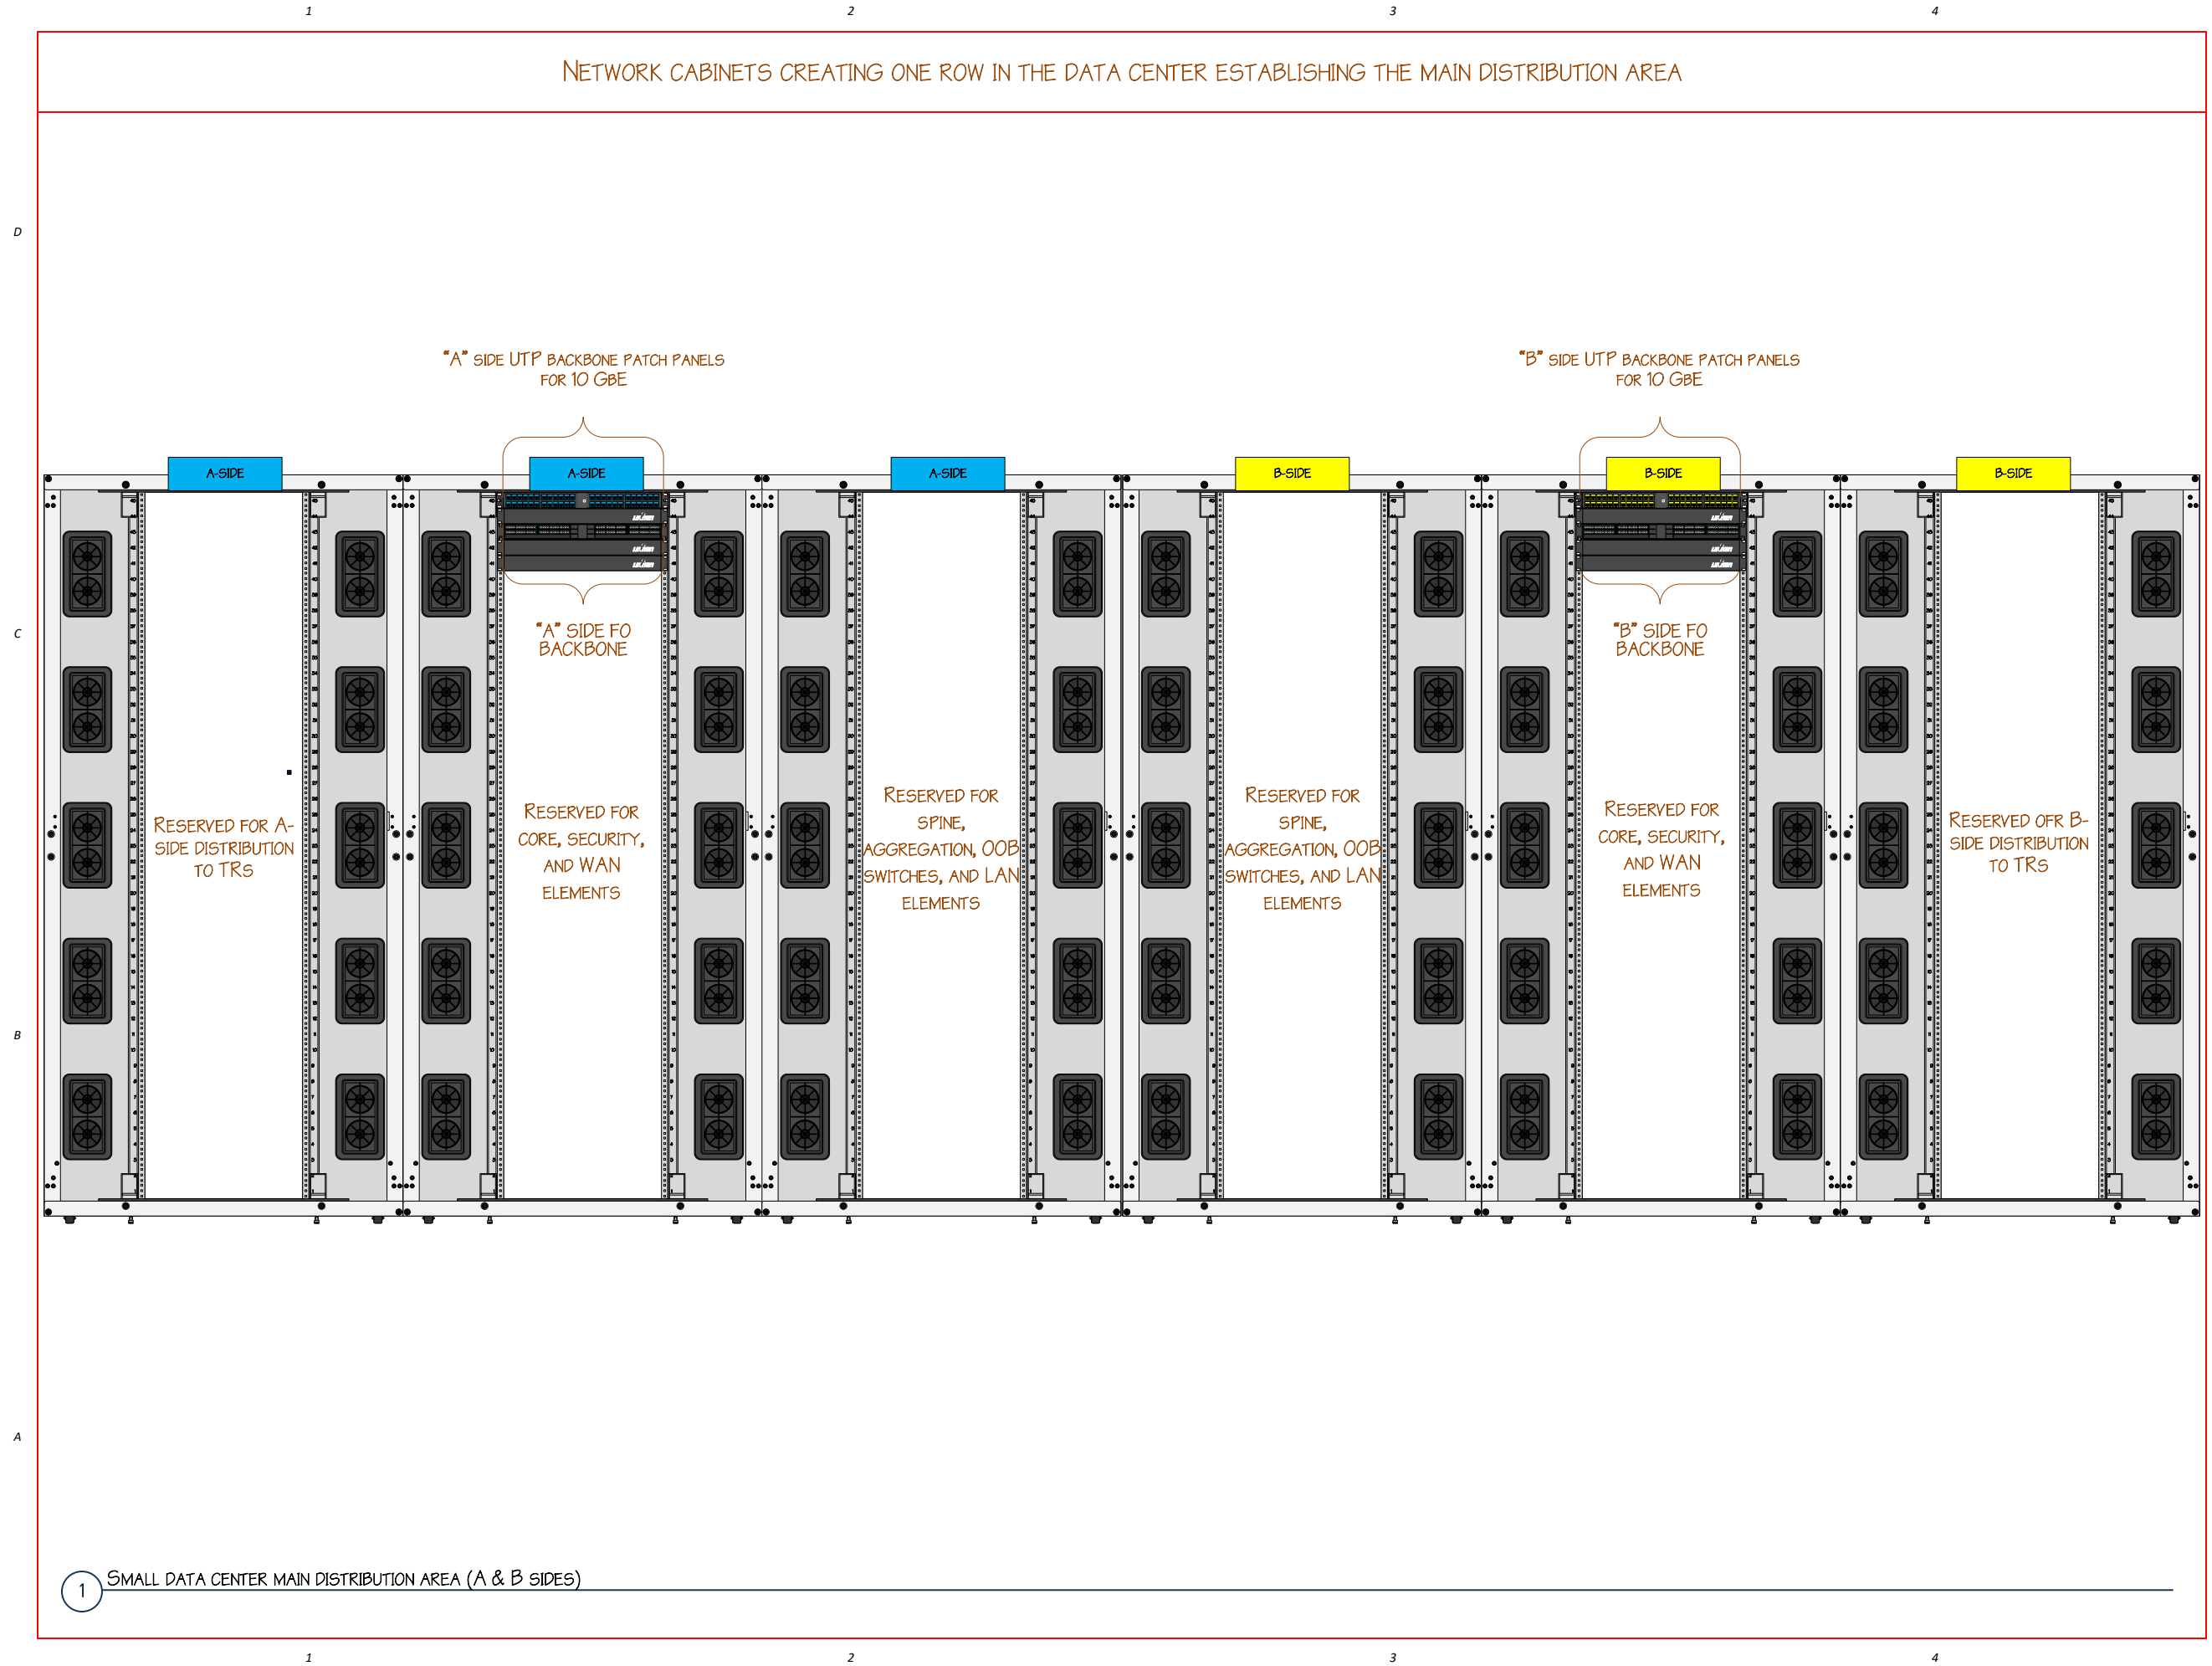 1 2 3 4
NETWORK CABINETS CREATING ONE ROW IN THE DATA CENTER ESTABLISHING THE MAIN DISTRIBUTION AREA
D
"A" SIDE UTP BACKBONE PATCH PANELS
FOR 10 GBE
"B" SIDE UTP BACKBONE PATCH PANELS
FOR 10 GBE
A-SIDE
A-SIDE
A-SIDE
B-SIDE
B-SIDE
B-SIDE
C
"A" SIDE FO
BACKBONE
"B" SIDE FO
BACKBONE
RESERVED FOR A-
SIDE DISTRIBUTION
TO TRS
RESERVED FOR
CORE, SECURITY,
AND WAN
ELEMENTS
RESERVED FOR
SPINE,
AGGREGATION, OOB
SWITCHES, AND LAN
ELEMENTS
RESERVED FOR
SPINE,
AGGREGATION, OOB
SWITCHES, AND LAN
ELEMENTS
RESERVED FOR
CORE, SECURITY,
AND WAN
ELEMENTS
RESERVED OFR B-
SIDE DISTRIBUTION
TO TRS
B
A
1 SMALL DATA CENTER MAIN DISTRIBUTION AREA (A & B SIDES)
1 2 3 4